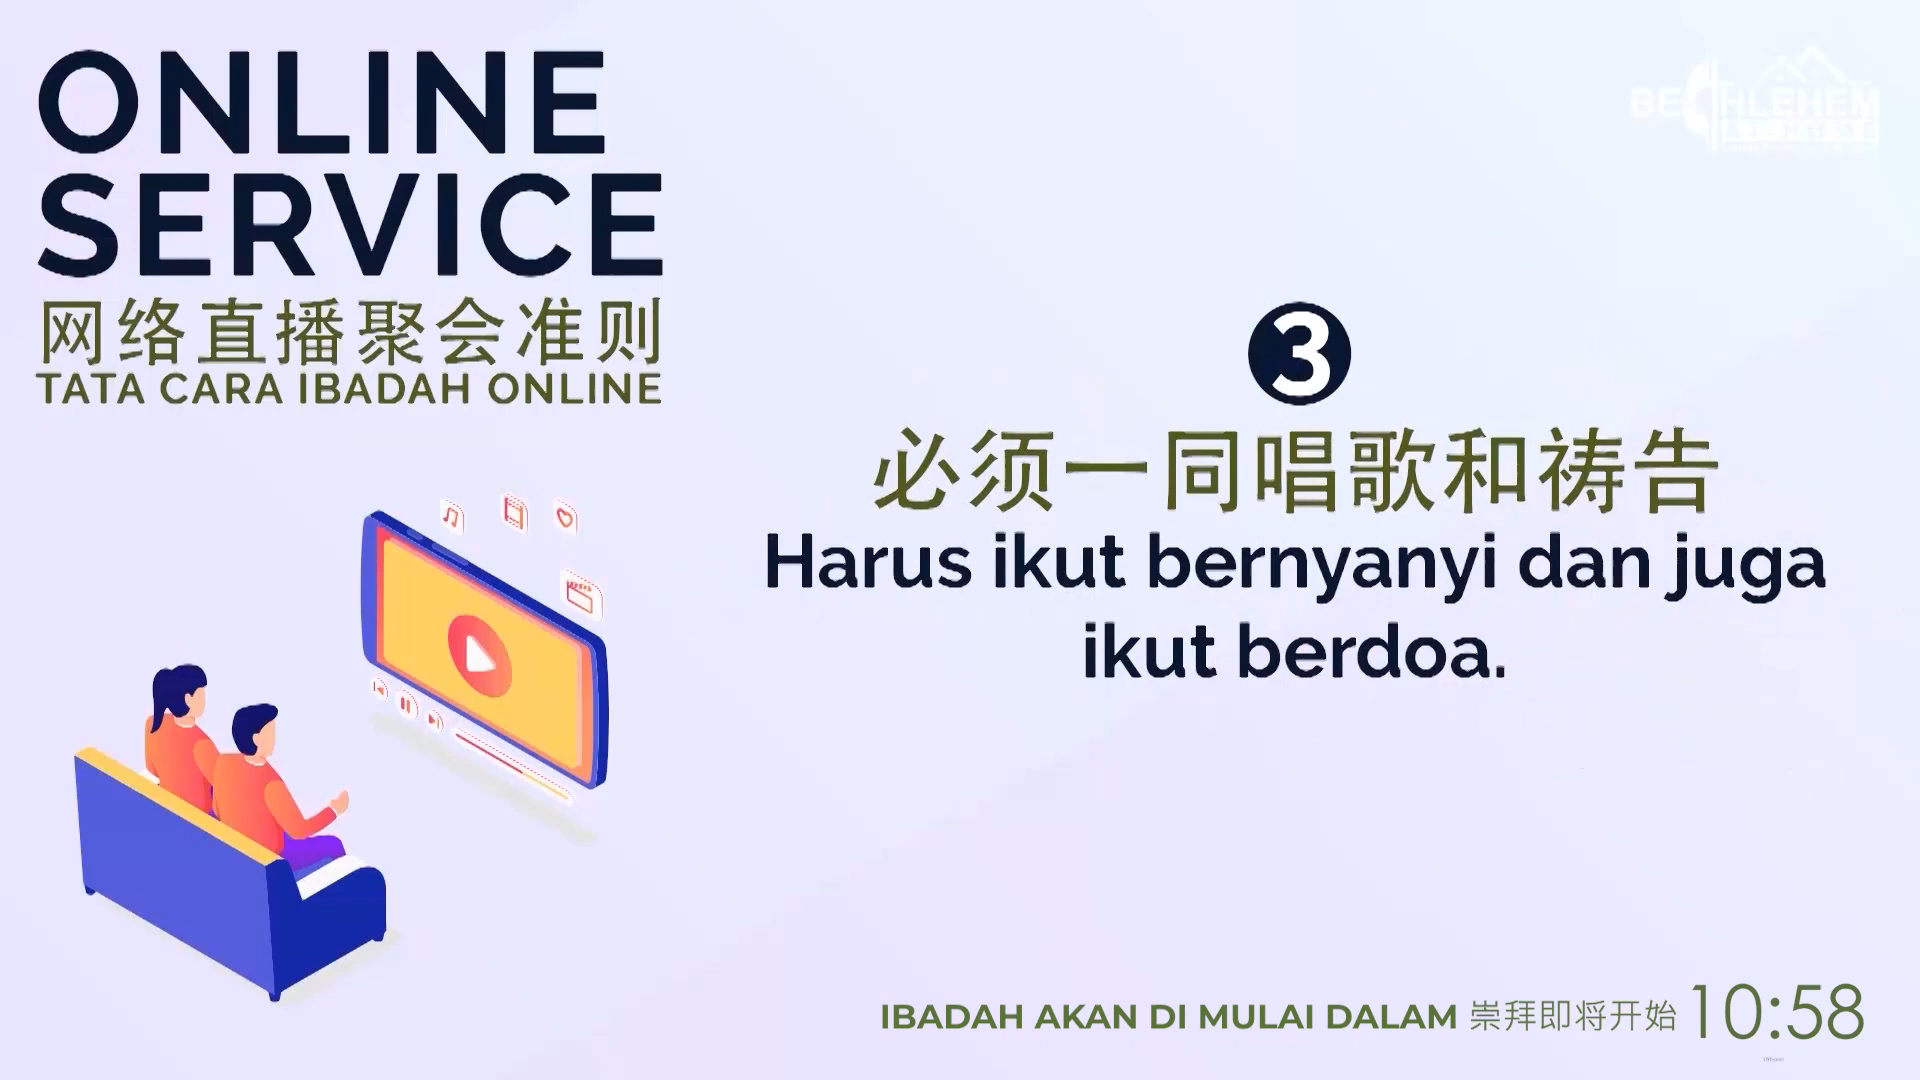 ONLINE
SERVICE
网络直播聚会准则
TATA CARA IBADAH ONLINE
BETHLEHEM
3
必须一同唱歌和祷告
Harus ikut bernyanyi dan juga
ikut berdoa.
IBADAH AKAN DI MULAI DALAM 崇拜即将开始 10:58